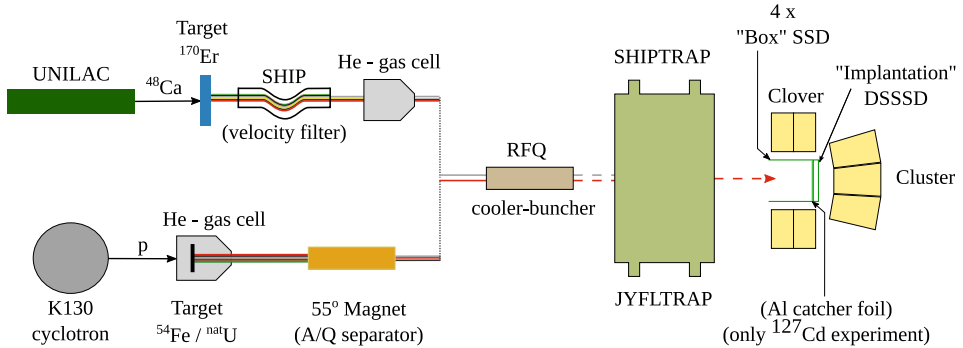 UNILAC
48Ca
Target
170Er
SHIP
(velocity filter)
He - gas cell
K130
cyclotron
p
He - gas cell
Target
54Fe / natU
55o Magnet
(A/Q separator)
RFQ
cooler-buncher
SHIPTRAP
JYFLTRAP
4 x
"Box" SSD
Clover
"Implantation"
DSSSD
Cluster
(Al catcher foil)
(only 127Cd experiment)